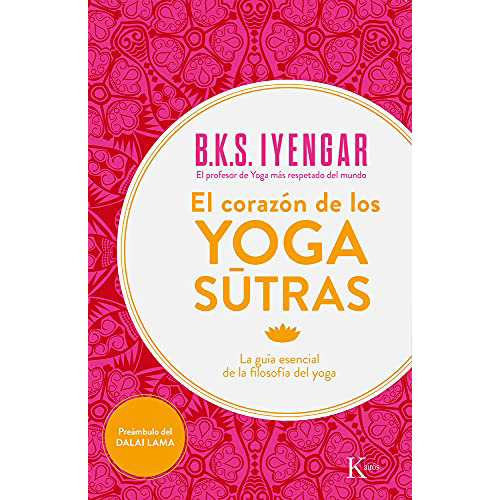 B.K.S. IYENGAR
El profesor de Yoga más respetado del mundo
El corazón de los
YOGA
SŪTRAS
La guía esencial
de la filosofía del yoga
Preámbulo del
DALAI LAMA
Kairós